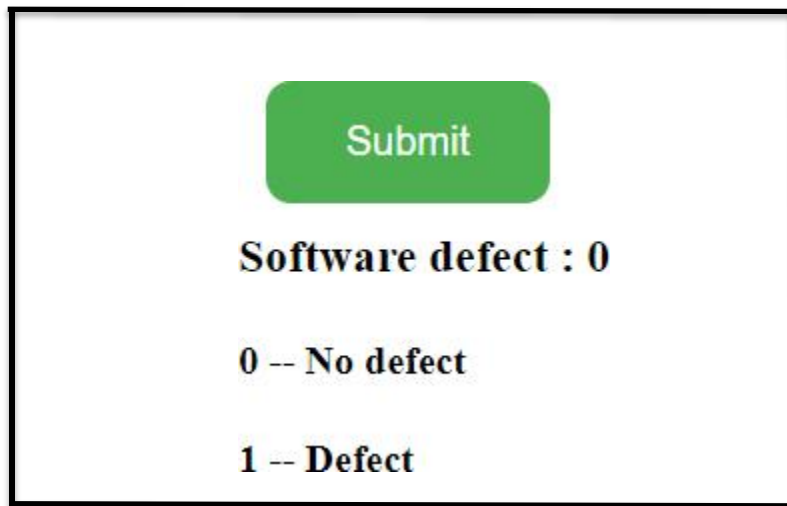 Submit
Software defect : 0
0 -- No defect
1 -- Defect